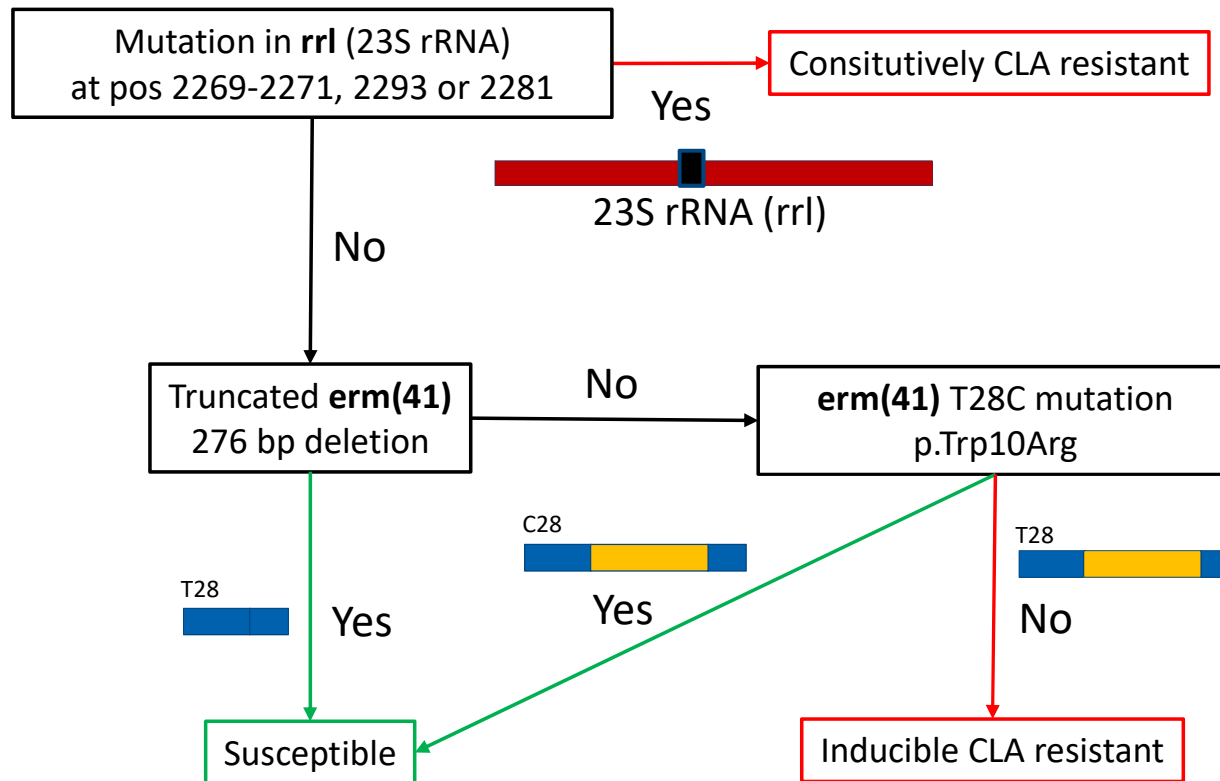 Mutation in rrl (23S rRNA)
at pos 2269-2271, 2293 or 2281
Consitutively CLA resistant
Yes
23S rRNA (rrl)
No
Truncated erm(41)
276 bp deletion
No
erm(41) T28C mutation
p.Trp10Arg
C28
T28
T28
Yes
Yes
No
Susceptible
Inducible CLA resistant